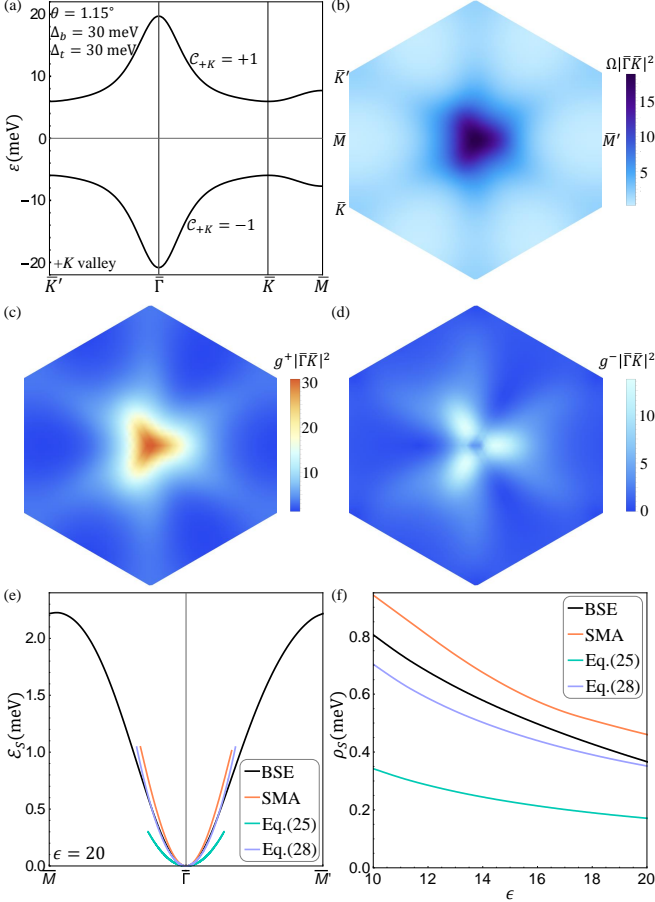 (a)
θ = 1.15°
Δ_b = 30 meV
Δ_t = 30 meV
C_{+K} = +1
C_{+K} = −1
+K valley
ε(meV)
20
10
0
−10
−20
K̄′ Γ̄ K̄ M̄
(b)
K̄′
M̄
K̄
M̄′
Ω|Γ̄K̄|²
15
10
5
(c)
g⁺|Γ̄K̄|²
30
20
10
(d)
g⁻|Γ̄K̄|²
10
5
0
(e)
ℰ_S(meV)
2.0
1.5
1.0
0.5
0.0
BSE
SMA
Eq.(25)
Eq.(28)
ϵ = 20
M̄ Γ̄ M̄′
(f)
ρ_S(meV)
0.8
0.6
0.4
0.2
0
BSE
SMA
Eq.(25)
Eq.(28)
10 12 14 16 18 20
ϵ